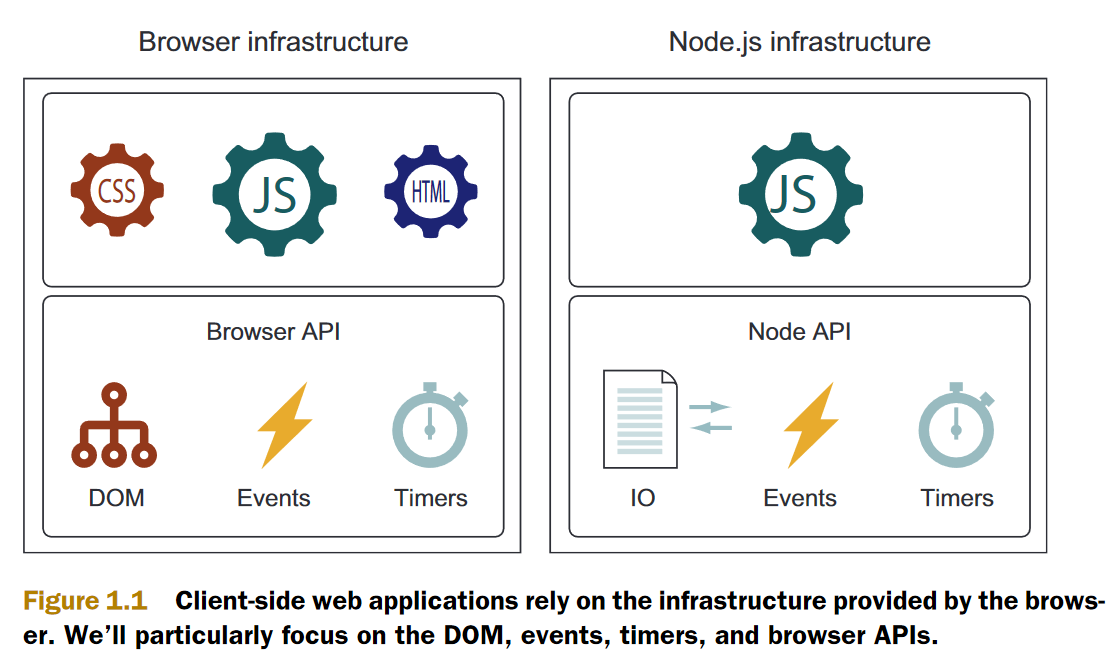 Browser infrastructure
Node.js infrastructure
CSS
JS
HTML
JS
Browser API
Node API
DOM
Events
Timers
IO
Events
Timers
Figure 1.1 Client-side web applications rely on the infrastructure provided by the brows-
er. We’ll particularly focus on the DOM, events, timers, and browser APIs.